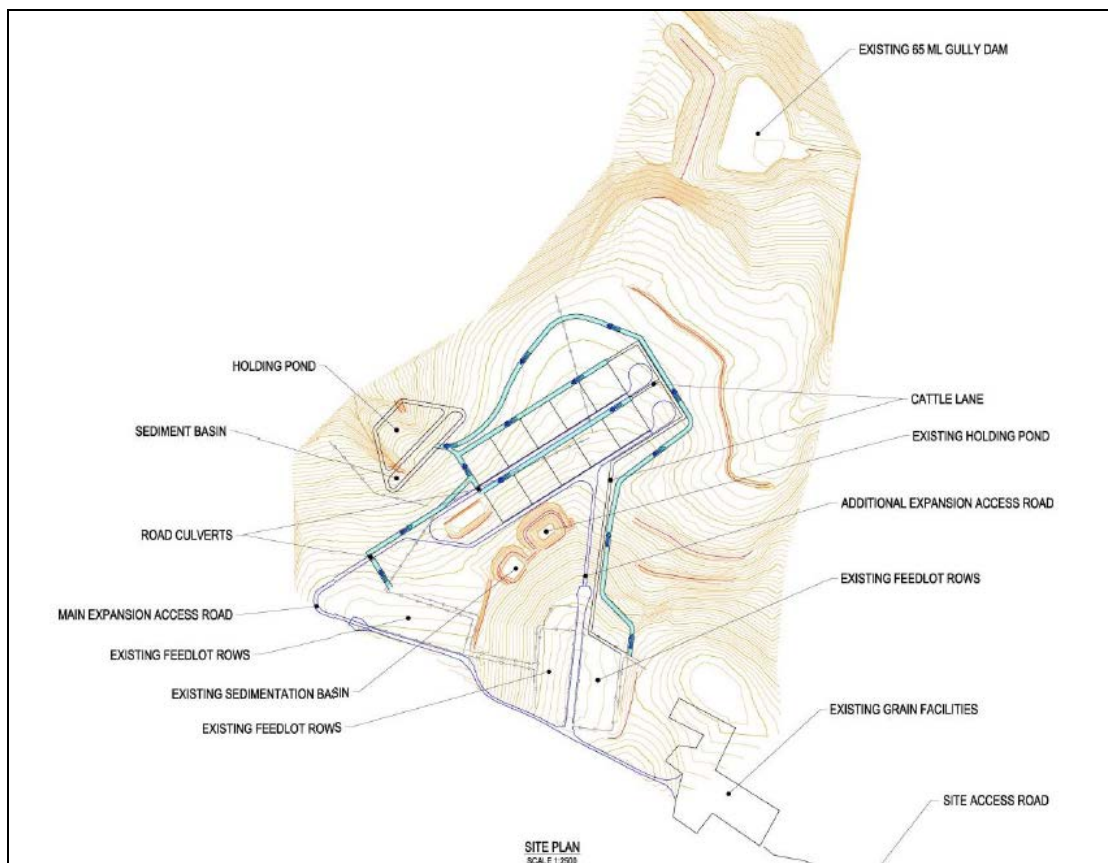 EXISTING 65 ML GULLY DAM
HOLDING POND
SEDIMENT BASIN
CATTLE LANE
EXISTING HOLDING POND
ROAD CULVERTS
ADDITIONAL EXPANSION ACCESS ROAD
EXISTING FEEDLOT ROWS
MAIN EXPANSION ACCESS ROAD
EXISTING FEEDLOT ROWS
EXISTING SEDIMENTATION BASIN
EXISTING FEEDLOT ROWS
EXISTING GRAIN FACILITIES
SITE ACCESS ROAD
SITE PLAN
SCALE 1:2500